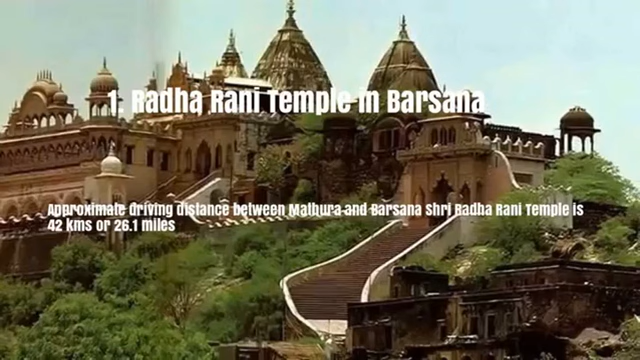 1. Radha Rani Temple in Barsana
Approximate driving distance between Mathura and Barsana Shri Radha Rani Temple is
42 kms or 26.1 miles